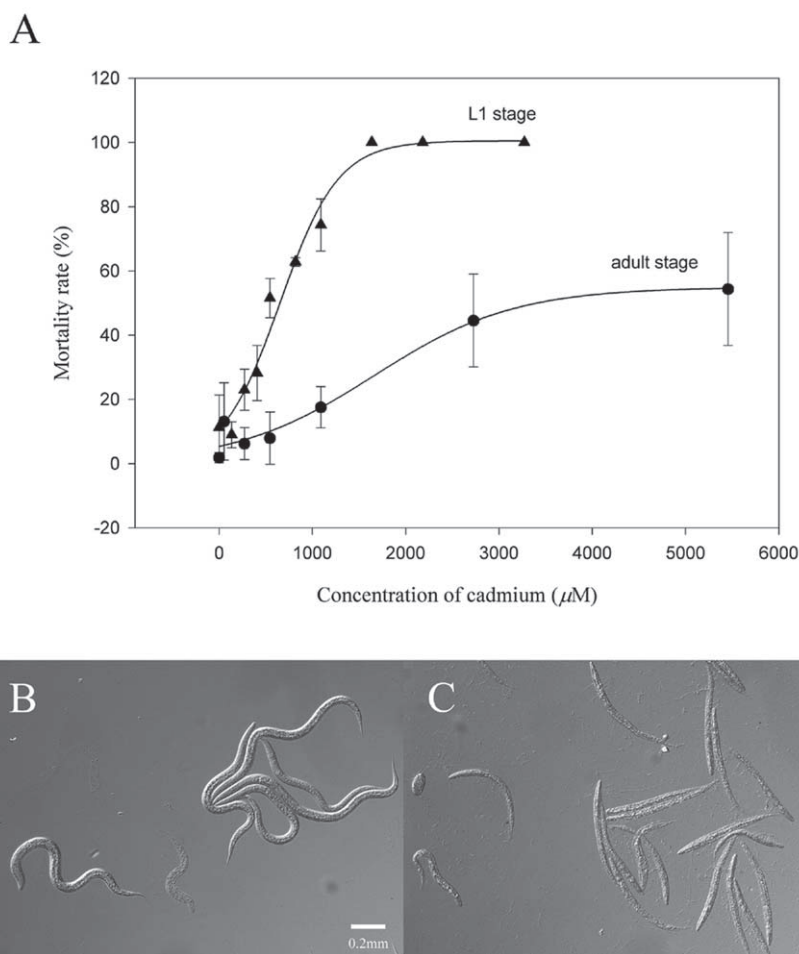 A
120
100
80
60
40
20
0
-20
Mortality rate (%)
L1 stage
adult stage
0 1000 2000 3000 4000 5000 6000
Concentration of cadmium (μM)
B
C
0.2mm